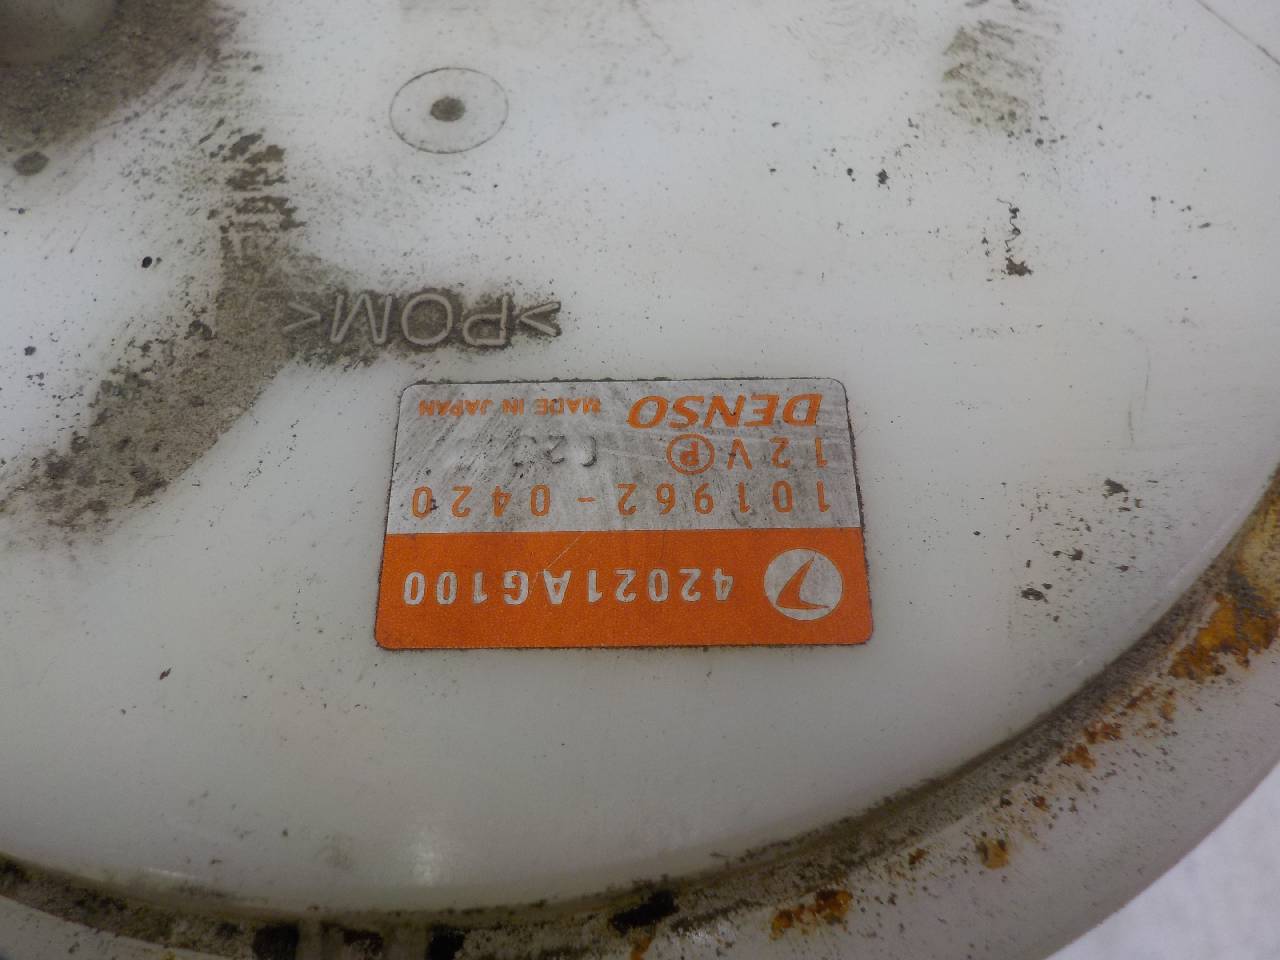 42021AG100
101962-0420
12V P
DENSO MADE IN JAPAN
>POM<